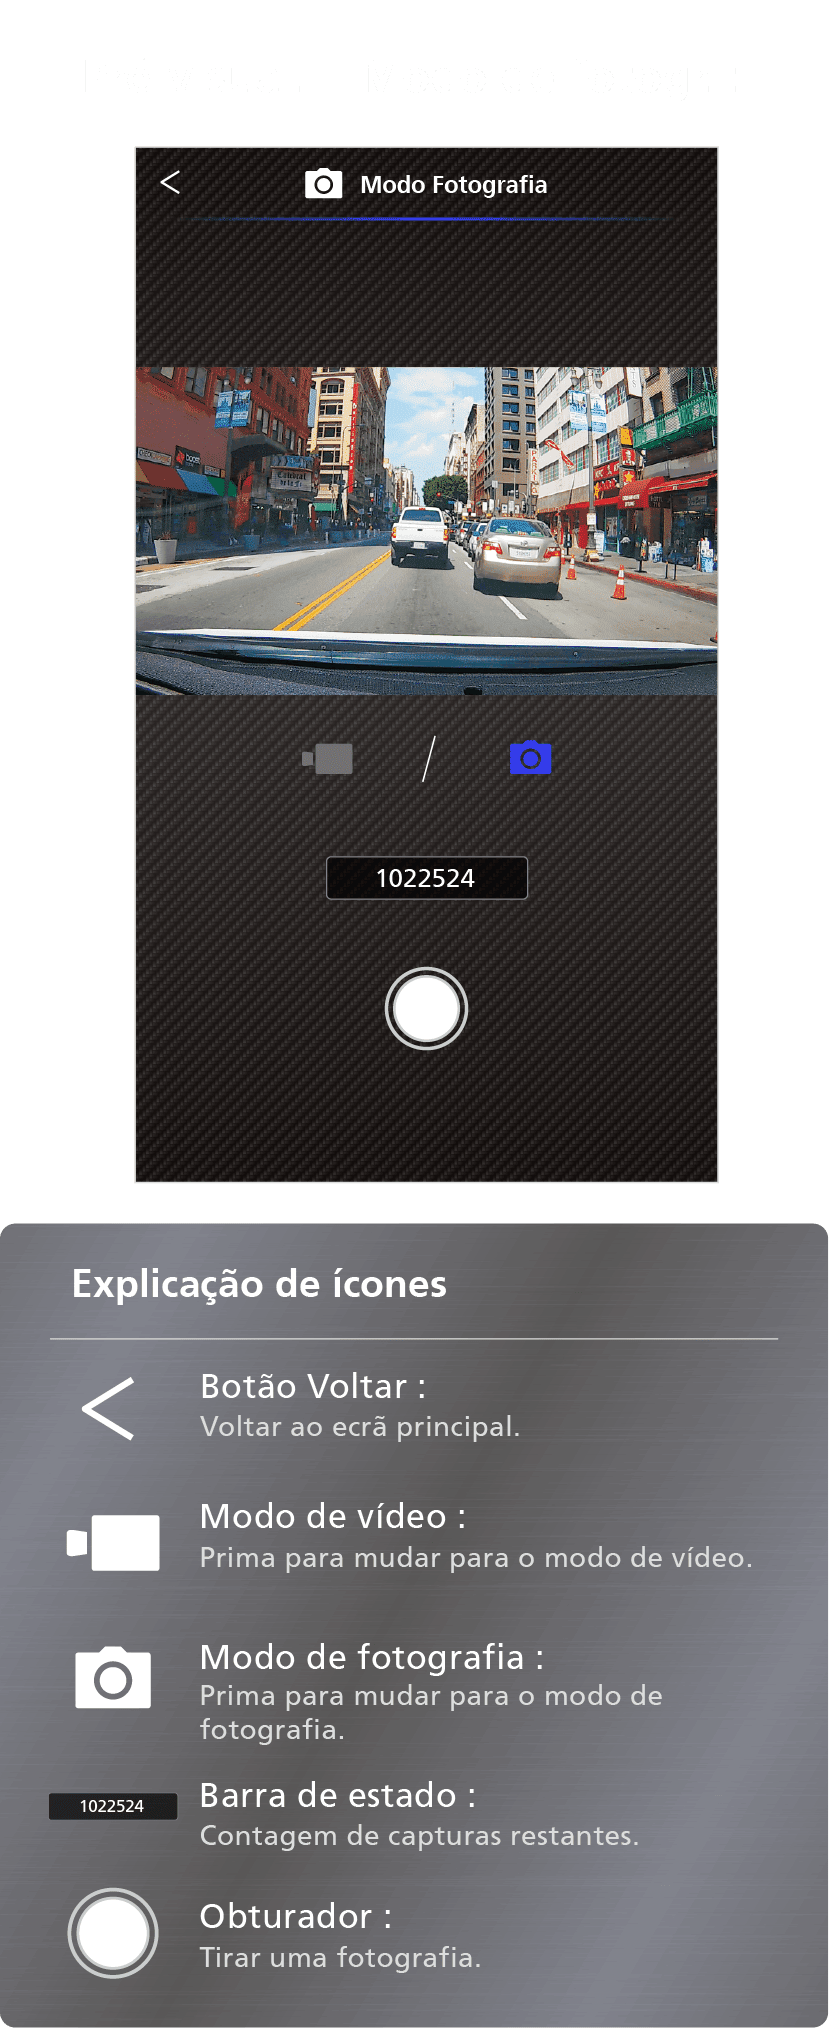 Modo Fotografia
1022524
Explicação de ícones
Botão Voltar :
Voltar ao ecrã principal.
Modo de vídeo :
Prima para mudar para o modo de vídeo.
Modo de fotografia :
Prima para mudar para o modo de
fotografia.
1022524
Barra de estado :
Contagem de capturas restantes.
Obturador :
Tirar uma fotografia.